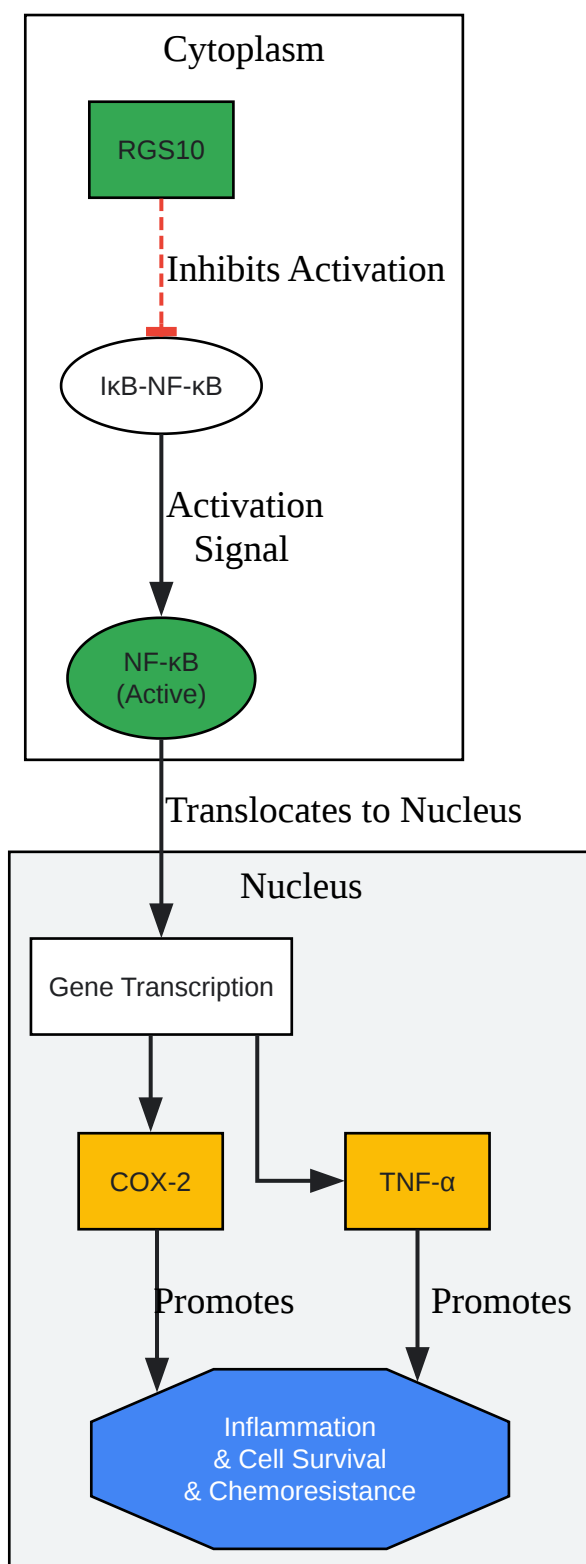 Cytoplasm
RGS10
Inhibits Activation
IκB-NF-κB
Activation
Signal
NF-κB
(Active)
Translocates to Nucleus
Nucleus
Gene Transcription
COX-2
TNF-α
Promotes
Promotes
Inflammation
& Cell Survival
& Chemoresistance